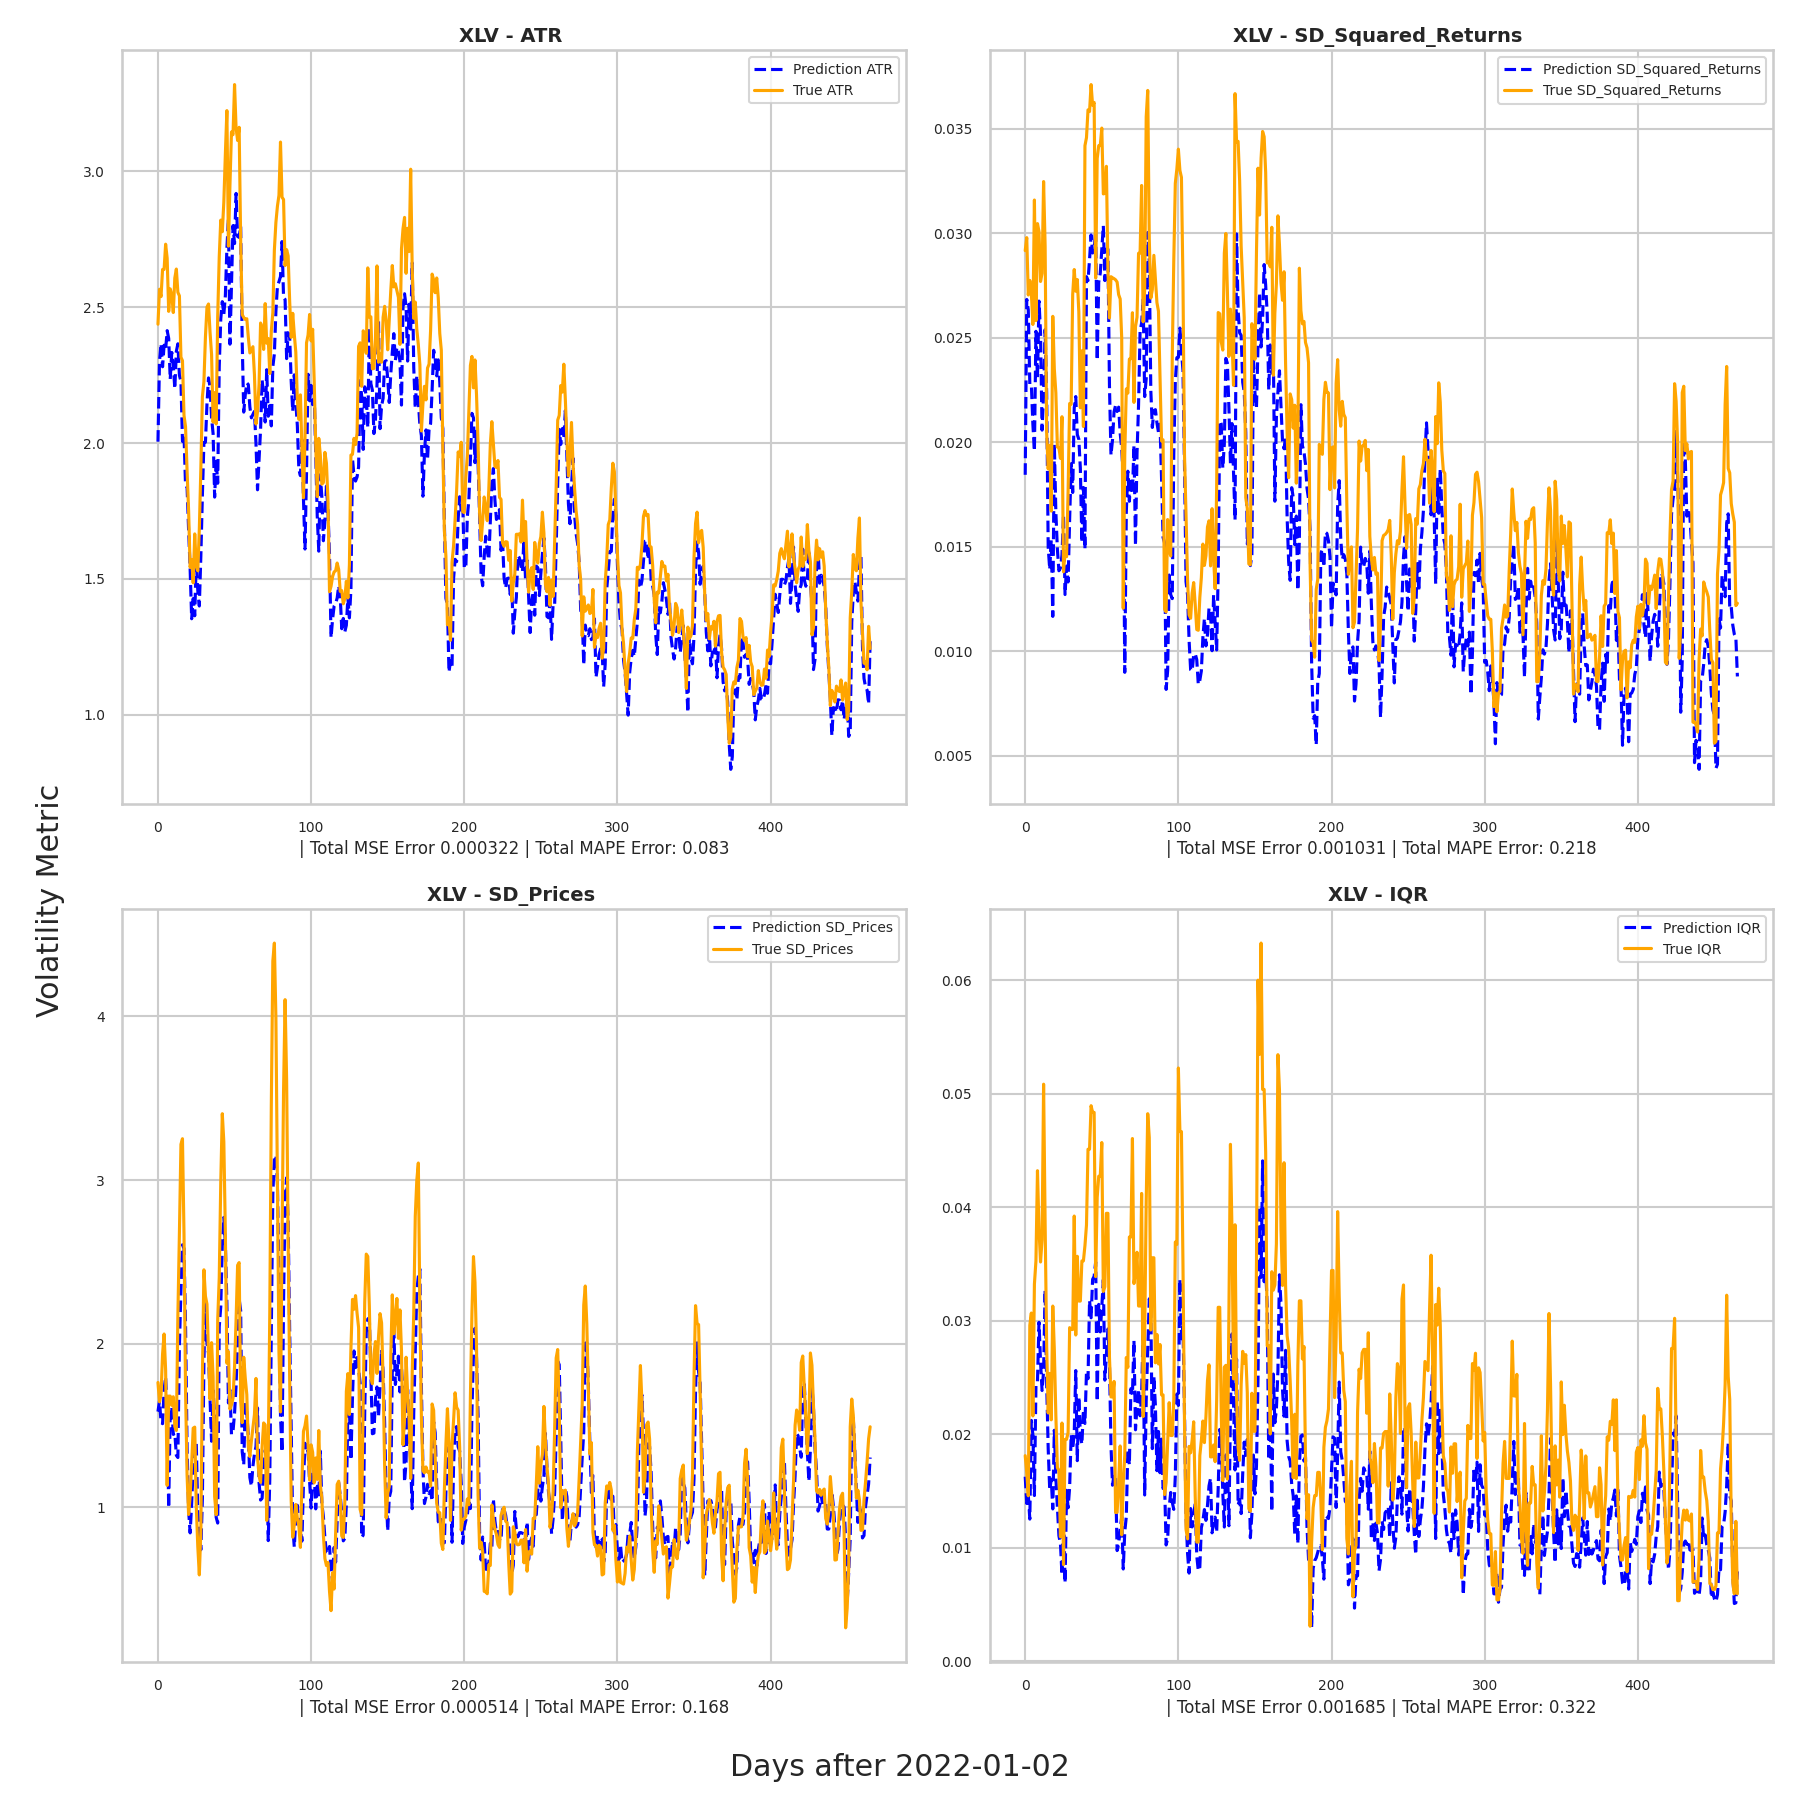 XLV - ATR
Prediction ATR
True ATR
3.0
2.5
2.0
1.5
1.0
0 100 200 300 400
| Total MSE Error 0.000322 | Total MAPE Error: 0.083
XLV - SD_Squared_Returns
Prediction SD_Squared_Returns
True SD_Squared_Returns
0.035
0.030
0.025
0.020
0.015
0.010
0.005
0 100 200 300 400
| Total MSE Error 0.001031 | Total MAPE Error: 0.218
Volatility Metric
XLV - SD_Prices
Prediction SD_Prices
True SD_Prices
4
3
2
1
0 100 200 300 400
| Total MSE Error 0.000514 | Total MAPE Error: 0.168
XLV - IQR
Prediction IQR
True IQR
0.06
0.05
0.04
0.03
0.02
0.01
0.00
0 100 200 300 400
| Total MSE Error 0.001685 | Total MAPE Error: 0.322
Days after 2022-01-02